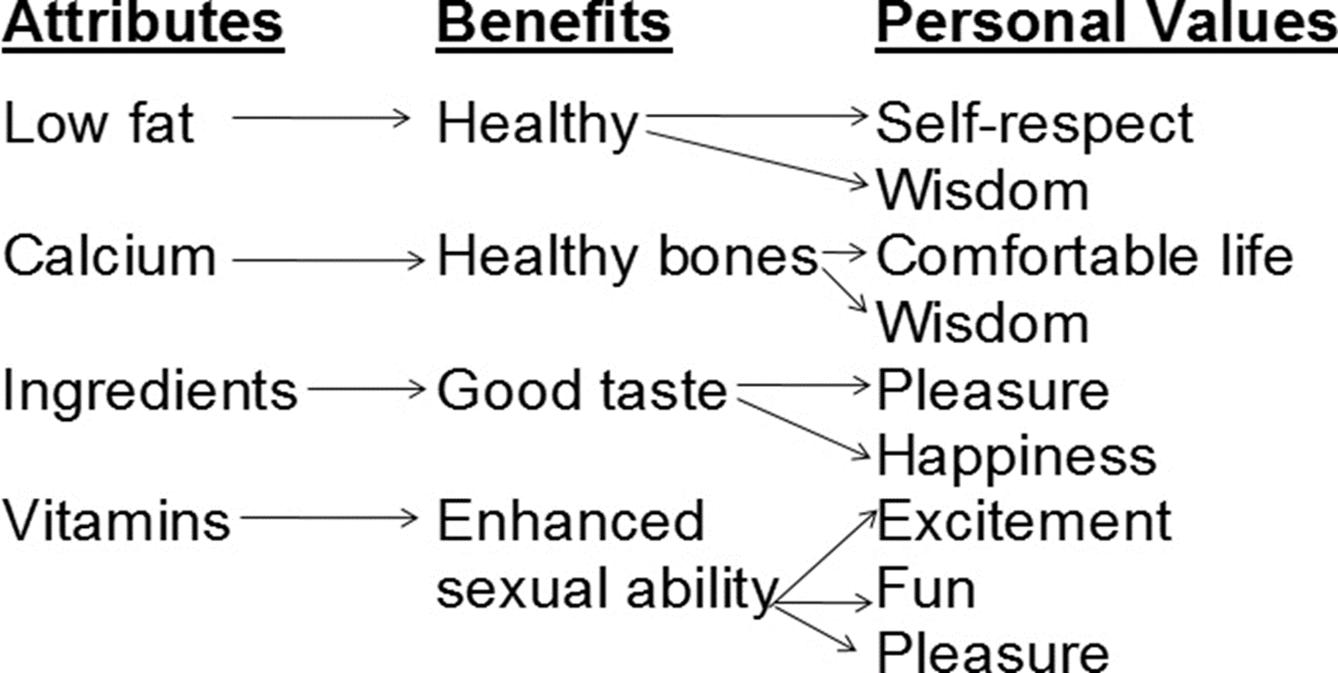 Attributes Benefits Personal Values
Low fat Healthy Self-respect
Wisdom
Calcium Healthy bones Comfortable life
Wisdom
Ingredients Good taste Pleasure
Happiness
Vitamins Enhanced Excitement
sexual ability Fun
Pleasure